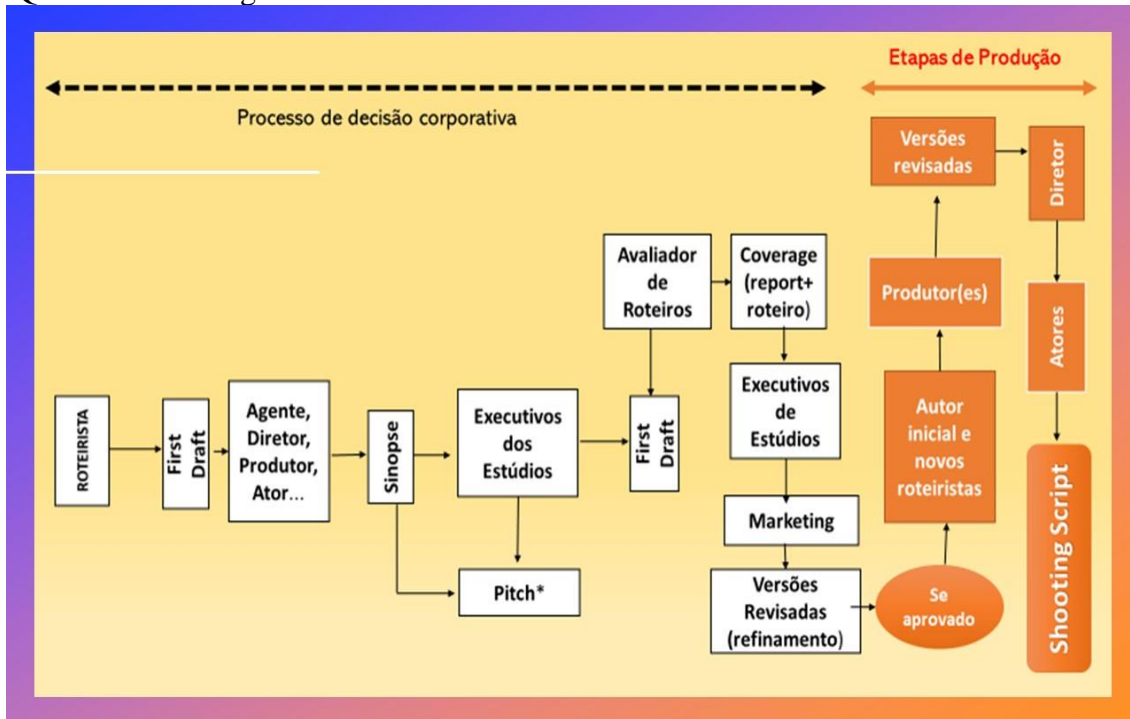 Etapas de Produção
Processo de decisão corporativa
ROTEIRISTA
First
Draft
Agente,
Diretor,
Produtor,
Ator...
Sinopse
Executivos
dos
Estúdios
Pitch*
First
Draft
Avaliador
de
Roteiros
Coverage
(report+
roteiro)
Executivos
de
Estúdios
Marketing
Versões
Revisadas
(refinamento)
Se
aprovado
Autor
inicial e
novos
roteiristas
Produtor(es)
Versões
revisadas
Diretor
Atores
Shooting Script